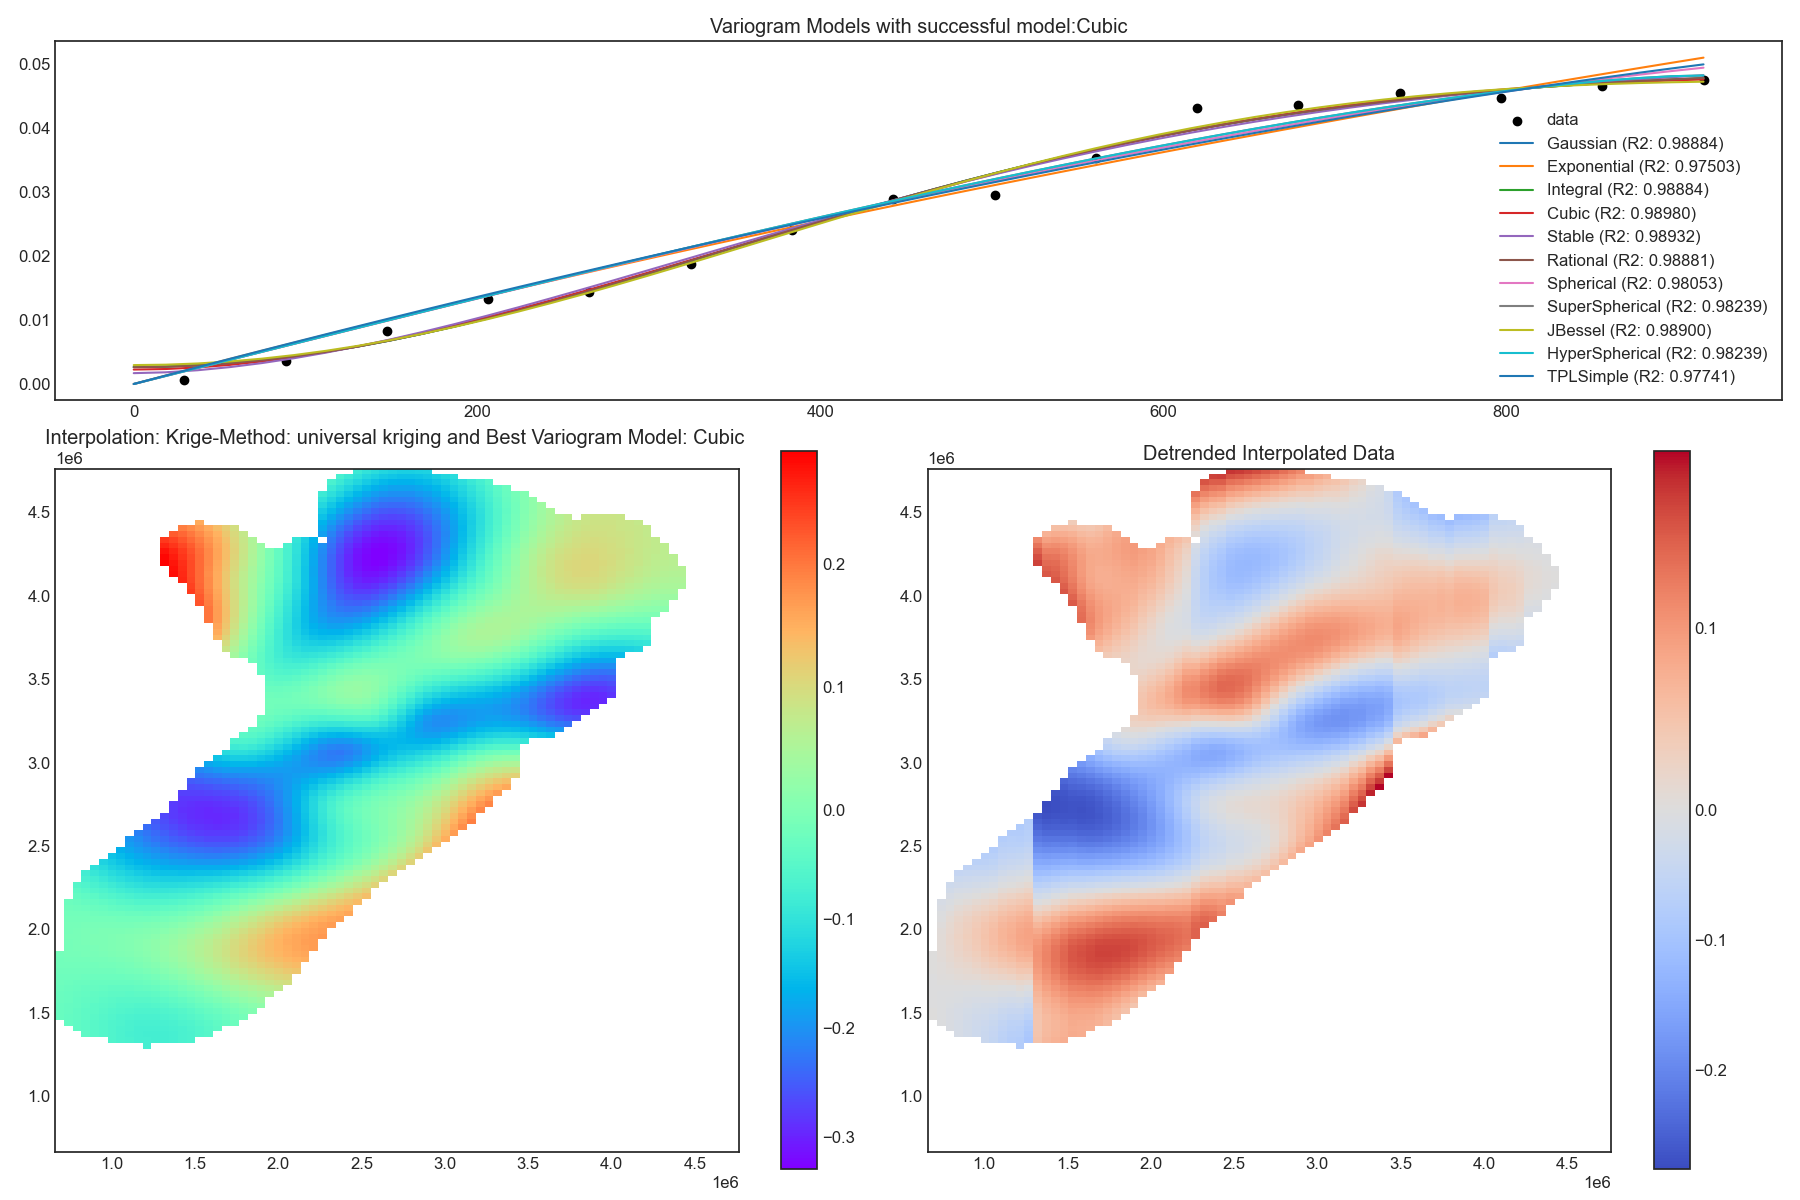 Variogram Models with successful model:Cubic
0.05
0.04
0.03
0.02
0.01
0.00
data
Gaussian (R2: 0.98884)
Exponential (R2: 0.97503)
Integral (R2: 0.98884)
Cubic (R2: 0.98980)
Stable (R2: 0.98932)
Rational (R2: 0.98881)
Spherical (R2: 0.98053)
SuperSpherical (R2: 0.98239)
JBessel (R2: 0.98900)
HyperSpherical (R2: 0.98239)
TPLSimple (R2: 0.97741)
0 200 400 600 800
Interpolation: Krige-Method: universal kriging and Best Variogram Model: Cubic
1e6
4.5
4.0
3.5
3.0
2.5
2.0
1.5
1.0
1.0 1.5 2.0 2.5 3.0 3.5 4.0 4.5
1e6
0.2
0.1
0.0
−0.1
−0.2
−0.3
Detrended Interpolated Data
1e6
4.5
4.0
3.5
3.0
2.5
2.0
1.5
1.0
1.0 1.5 2.0 2.5 3.0 3.5 4.0 4.5
1e6
0.1
0.0
−0.1
−0.2